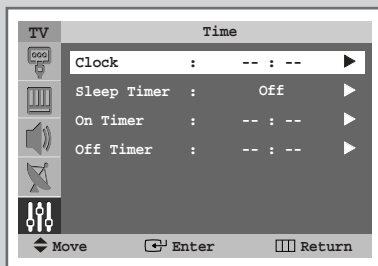 TV Time
Clock : -- : --
Sleep Timer : Off
On Timer : -- : --
Off Timer : -- : --
Move Enter Return